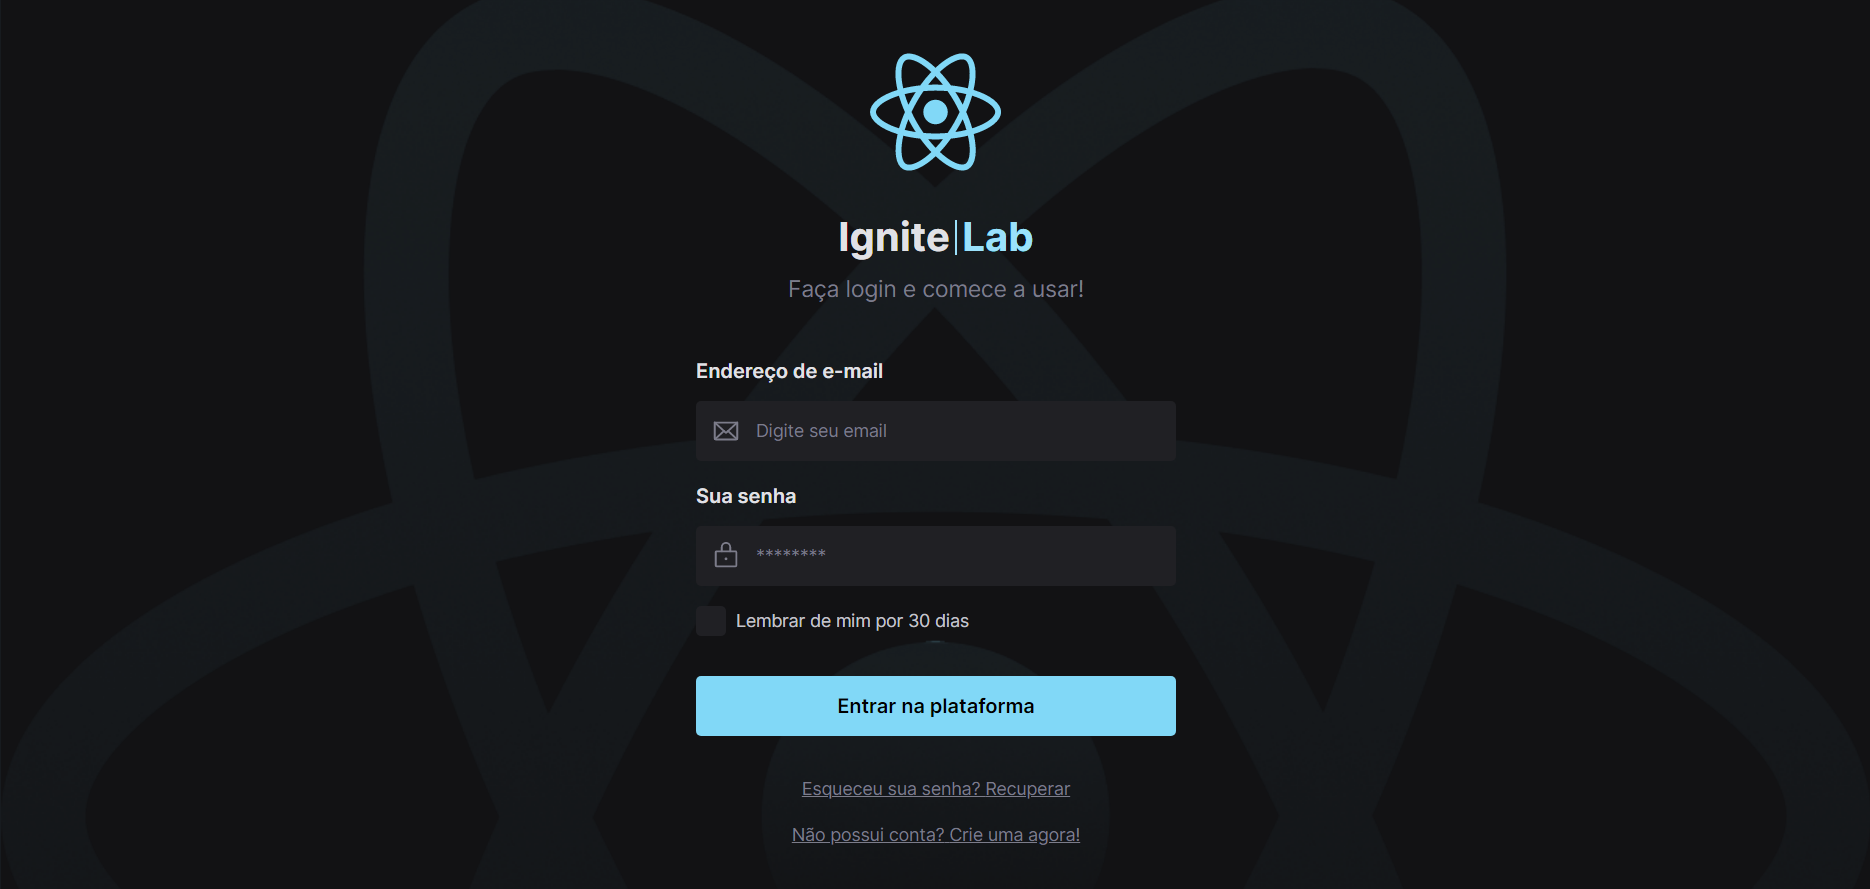 Ignite|Lab
Faça login e comece a usar!
Endereço de e-mail
Digite seu email
Sua senha
********
Lembrar de mim por 30 dias
Entrar na plataforma
Esqueceu sua senha? Recuperar
Não possui conta? Crie uma agora!